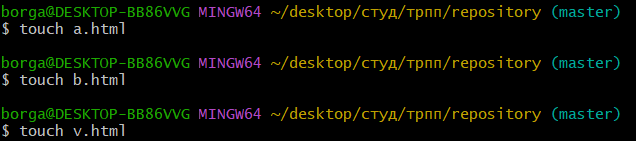 borga@DESKTOP-BB86VVG MINGW64 ~/desktop/студ/трпп/repository (master)
$ touch a.html
borga@DESKTOP-BB86VVG MINGW64 ~/desktop/студ/трпп/repository (master)
$ touch b.html
borga@DESKTOP-BB86VVG MINGW64 ~/desktop/студ/трпп/repository (master)
$ touch v.html